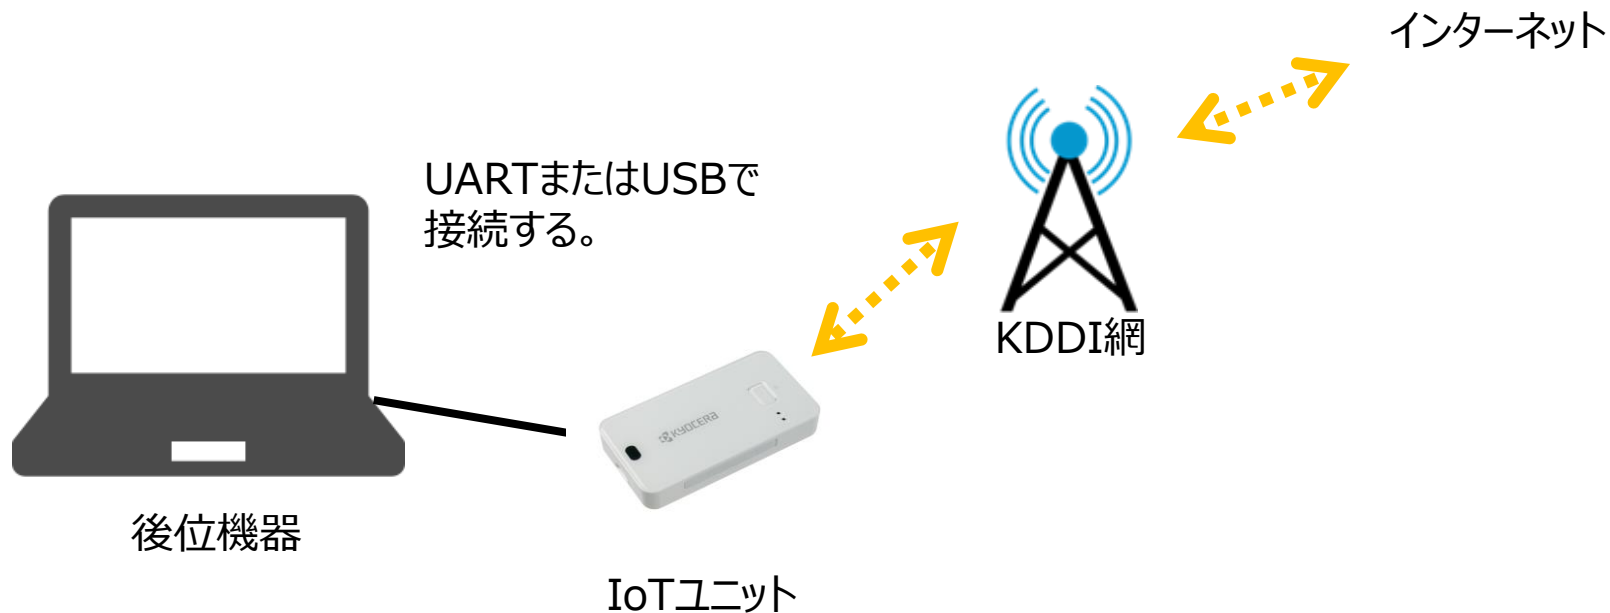 インターネット
UARTまたはUSBで
接続する。
KDDI網
KYOCERA
後位機器
IoTユニット